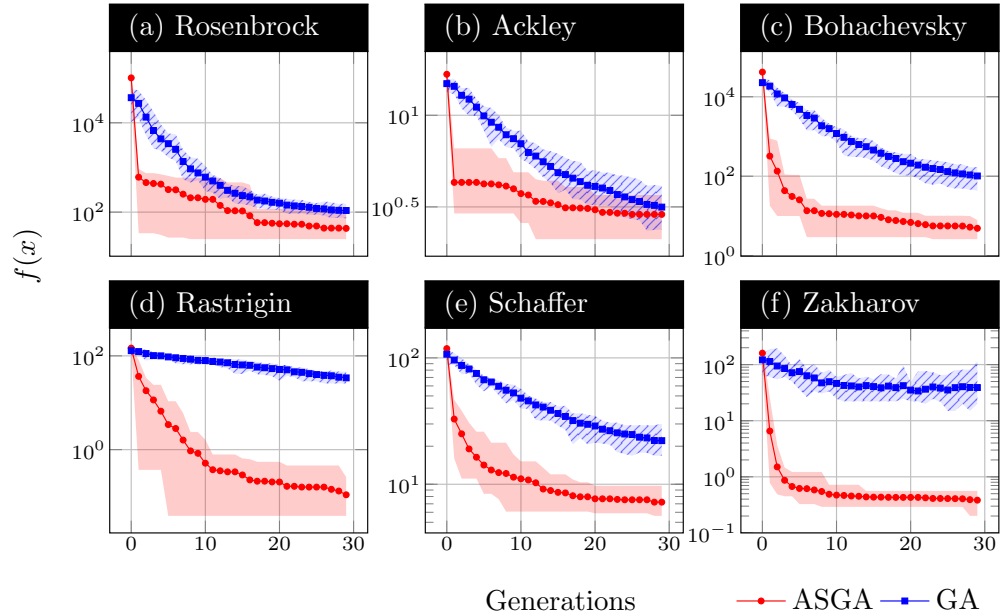 (a) Rosenbrock
(b) Ackley
(c) Bohachevsky
10^4
10^2
10^1
10^0.5
10^4
10^2
10^0
f(x)
(d) Rastrigin
(e) Schaffer
(f) Zakharov
10^2
10^0
10^2
10^1
10^2
10^1
10^0
10^−1
0 10 20 30
0 10 20 30
0 10 20 30
Generations
ASGA GA